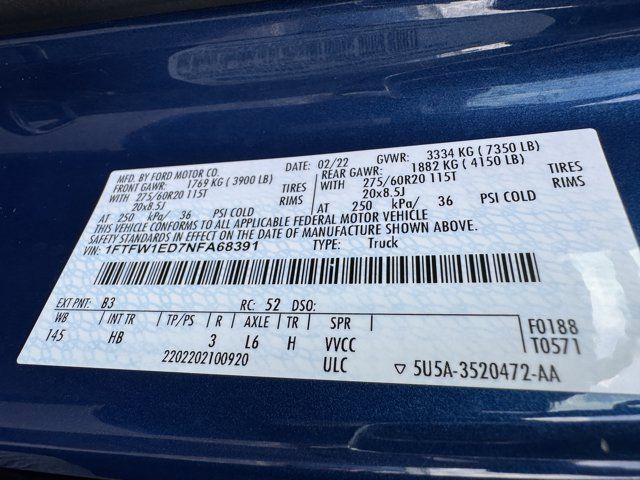 MFD. BY FORD MOTOR CO. DATE: 02/22 GVWR: 3334 KG ( 7350 LB)
FRONT GAWR: 1769 KG ( 3900 LB) REAR GAWR: 1882 KG ( 4150 LB)
WITH 275/60R20 115T TIRES WITH 275/60R20 115T TIRES
20x8.5J RIMS 20x8.5J RIMS
AT 250 kPa/ 36 PSI COLD AT 250 kPa/ 36 PSI COLD
THIS VEHICLE CONFORMS TO ALL APPLICABLE FEDERAL MOTOR VEHICLE
SAFETY STANDARDS IN EFFECT ON THE DATE OF MANUFACTURE SHOWN ABOVE.
VIN: 1FTFW1ED7NFA68391 TYPE: Truck
EXT PNT: B3 RC: 52 DSO:
WB INT TR TP/PS R AXLE TR SPR F0188
145 HB 3 L6 H VVCC T0571
2202202100920 ULC ▽ 5U5A-3520472-AA